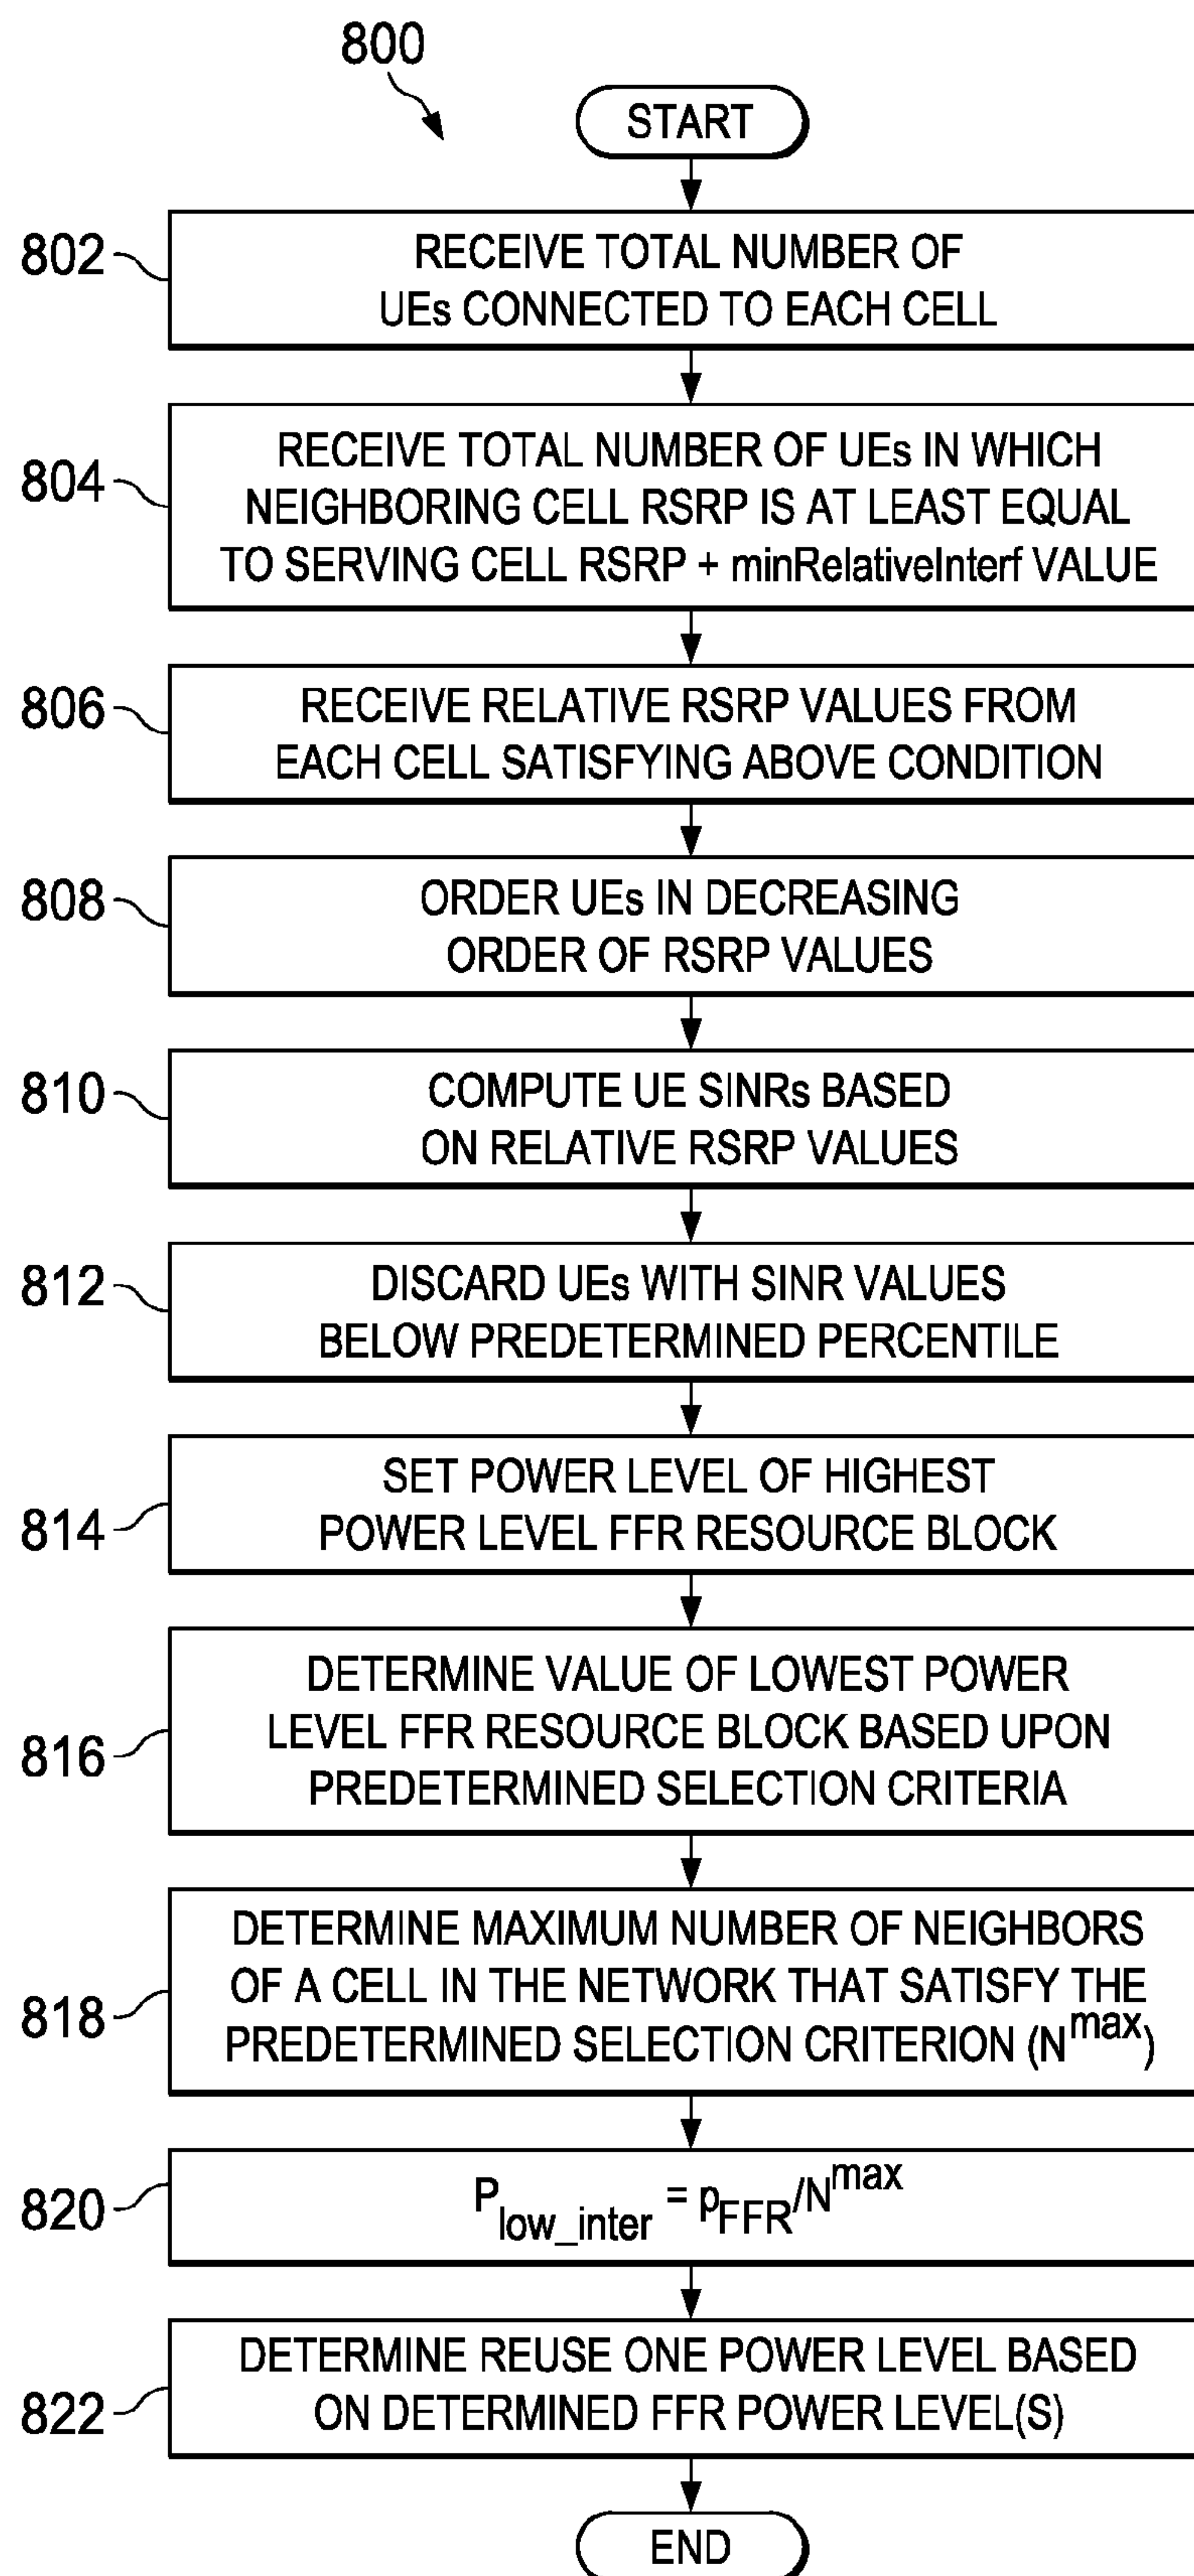 800
START
802
RECEIVE TOTAL NUMBER OF
UEs CONNECTED TO EACH CELL
804
RECEIVE TOTAL NUMBER OF UEs IN WHICH
NEIGHBORING CELL RSRP IS AT LEAST EQUAL
TO SERVING CELL RSRP + minRelativeInterf VALUE
806
RECEIVE RELATIVE RSRP VALUES FROM
EACH CELL SATISFYING ABOVE CONDITION
808
ORDER UEs IN DECREASING
ORDER OF RSRP VALUES
810
COMPUTE UE SINRs BASED
ON RELATIVE RSRP VALUES
812
DISCARD UEs WITH SINR VALUES
BELOW PREDETERMINED PERCENTILE
814
SET POWER LEVEL OF HIGHEST
POWER LEVEL FFR RESOURCE BLOCK
816
DETERMINE VALUE OF LOWEST POWER
LEVEL FFR RESOURCE BLOCK BASED UPON
PREDETERMINED SELECTION CRITERIA
818
DETERMINE MAXIMUM NUMBER OF NEIGHBORS
OF A CELL IN THE NETWORK THAT SATISFY THE
PREDETERMINED SELECTION CRITERION (N^max)
820
P_low_inter = p_FFR/N^max
822
DETERMINE REUSE ONE POWER LEVEL BASED
ON DETERMINED FFR POWER LEVEL(S)
END